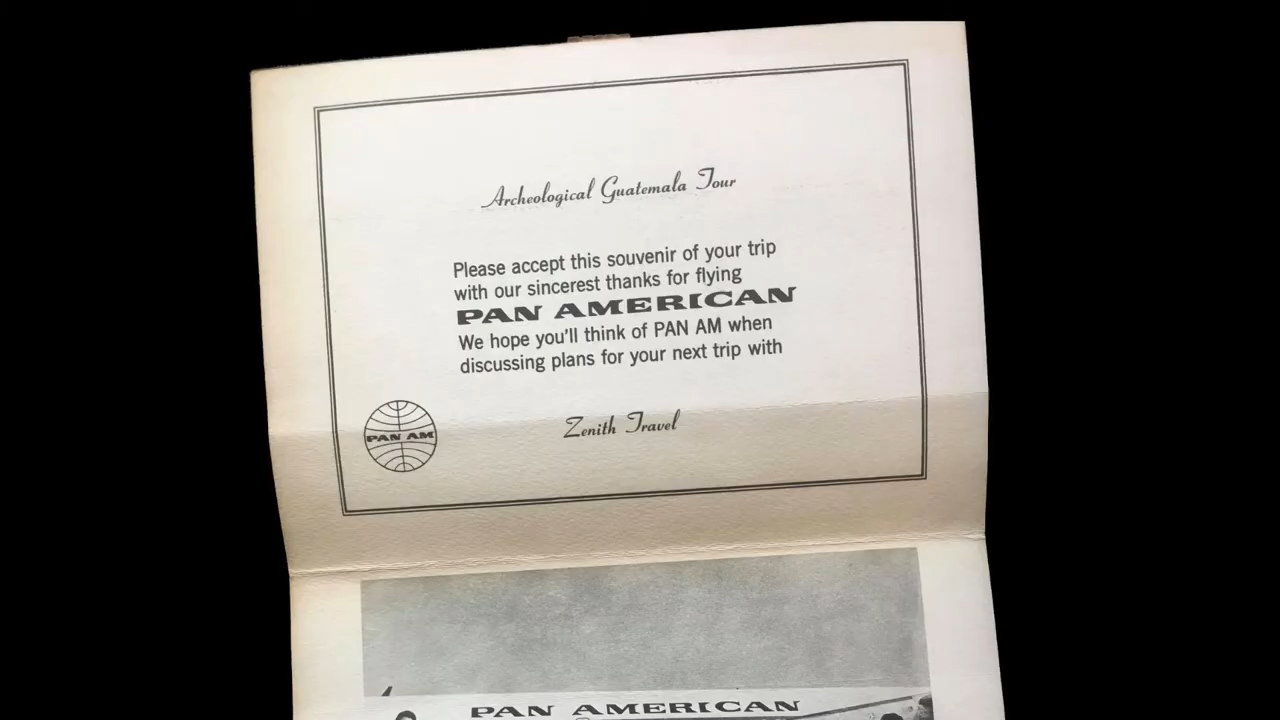 Archeological Guatemala Tour
Please accept this souvenir of your trip
with our sincerest thanks for flying
PAN AMERICAN
We hope you'll think of PAN AM when
discussing plans for your next trip with
Zenith Travel
PAN AM
PAN AMERICAN